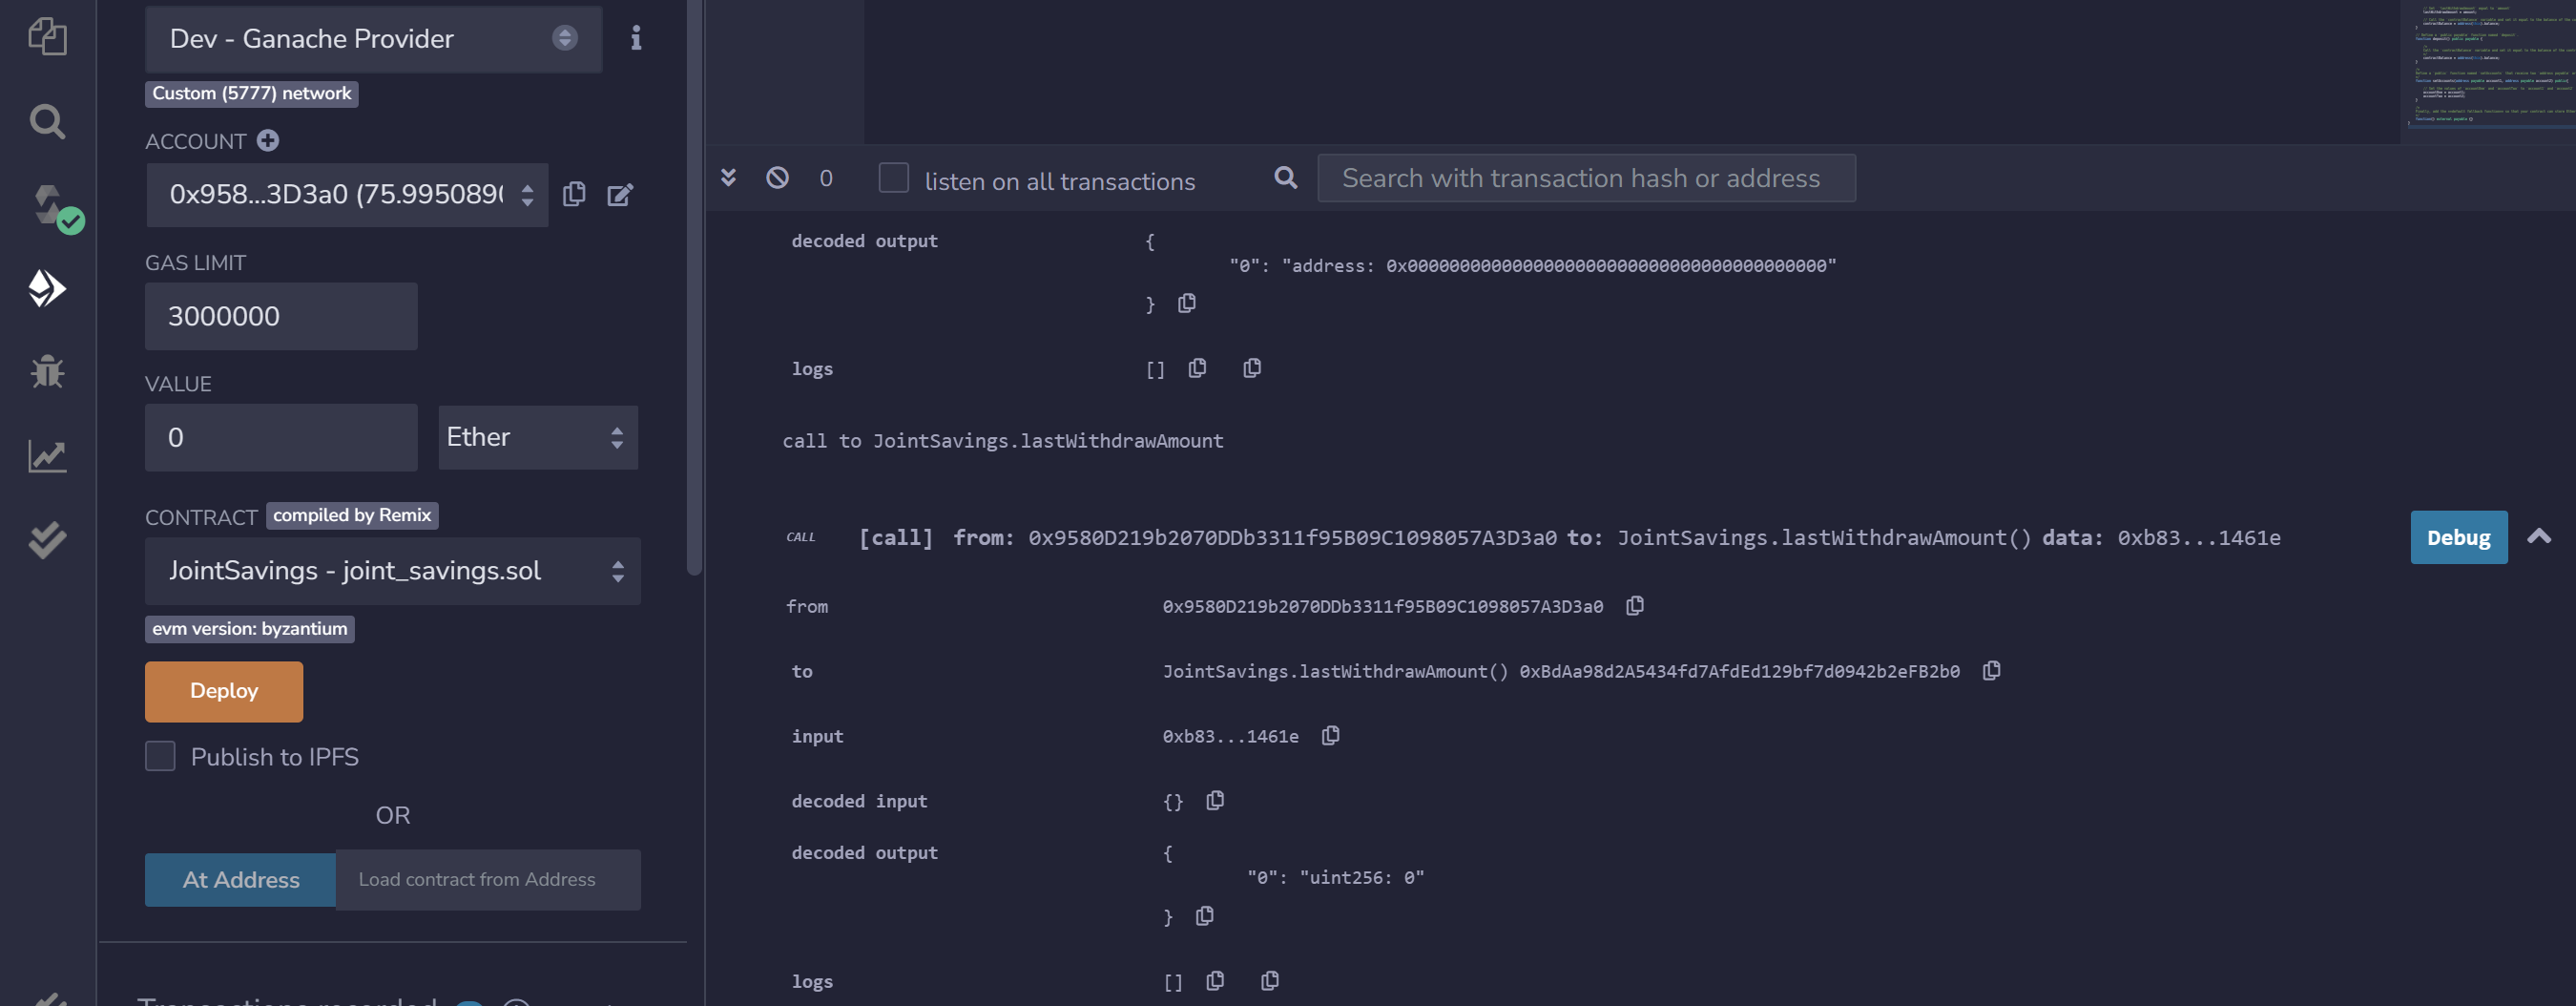 Dev - Ganache Provider
Custom (5777) network
ACCOUNT
0x958...3D3a0 (75.9950890
GAS LIMIT
3000000
VALUE
0
Ether
CONTRACT compiled by Remix
JointSavings - joint_savings.sol
evm version: byzantium
Deploy
Publish to IPFS
OR
At Address
Load contract from Address
Transactions recorded
0
listen on all transactions
Search with transaction hash or address
decoded output
{
"0": "address: 0x0000000000000000000000000000000000000000"
}
logs
[]
call to JointSavings.lastWithdrawAmount
CALL [call] from: 0x9580D219b2070DDb3311f95B09C1098057A3D3a0 to: JointSavings.lastWithdrawAmount() data: 0xb83...1461e
Debug
from 0x9580D219b2070DDb3311f95B09C1098057A3D3a0
to JointSavings.lastWithdrawAmount() 0xBdAa98d2A5434fd7AfdEd129bf7d0942b2eFB2b0
input 0xb83...1461e
decoded input {}
decoded output {
"0": "uint256: 0"
}
logs []